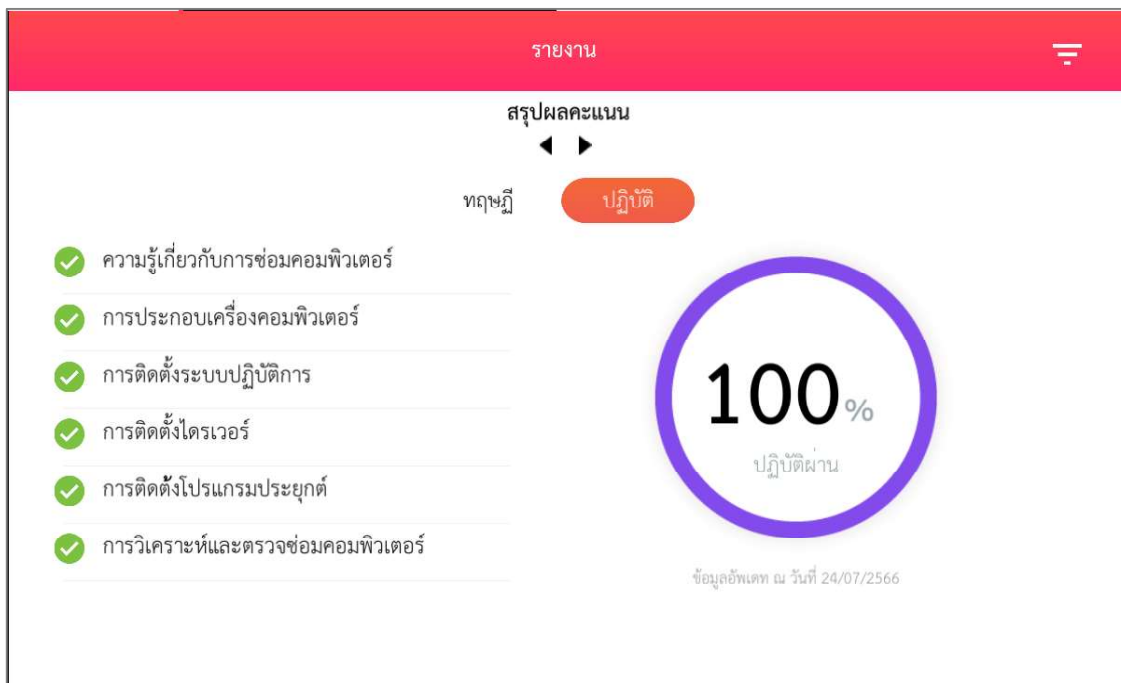 รายงาน
สรุปผลคะแนน
ทฤษฏี
ปฏิบัติ
ความรู้เกี่ยวกับการซ่อมคอมพิวเตอร์
การประกอบเครื่องคอมพิวเตอร์
การติดตั้งระบบปฏิบัติการ
การติดตั้งไดรเวอร์
การติดตั้งโปรแกรมประยุกต์
การวิเคราะห์และตรวจซ่อมคอมพิวเตอร์
100%
ปฏิบัติผ่าน
ข้อมูลอัพเดท ณ วันที่ 24/07/2566